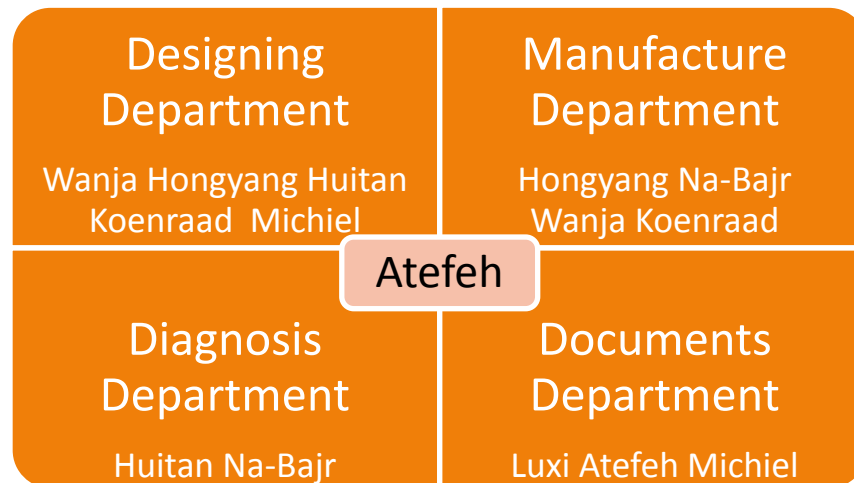 Designing
Department
Wanja Hongyang Huitan
Koenraad  Michiel
Manufacture
Department
Hongyang Na-Bajr
Wanja Koenraad
Atefeh
Diagnosis
Department
Huitan Na-Bajr
Documents
Department
Luxi Atefeh Michiel